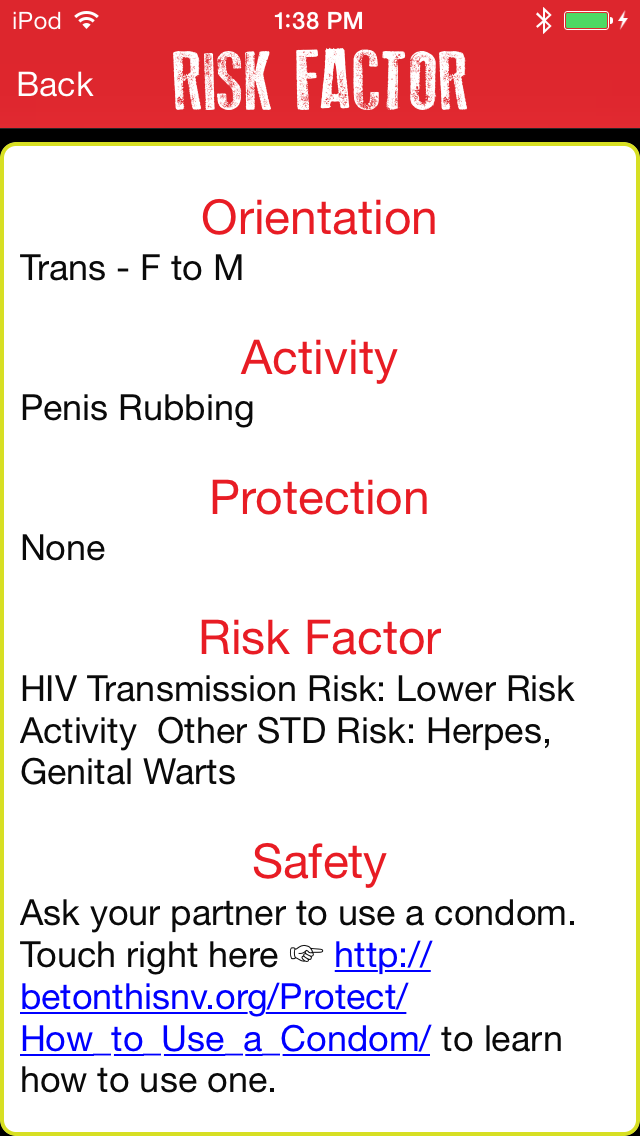 iPod 1:38 PM
Back RISK FACTOR
Orientation
Trans - F to M
Activity
Penis Rubbing
Protection
None
Risk Factor
HIV Transmission Risk: Lower Risk
Activity  Other STD Risk: Herpes,
Genital Warts
Safety
Ask your partner to use a condom.
Touch right here ☞ http://
betonthisnv.org/Protect/
How_to_Use_a_Condom/ to learn
how to use one.